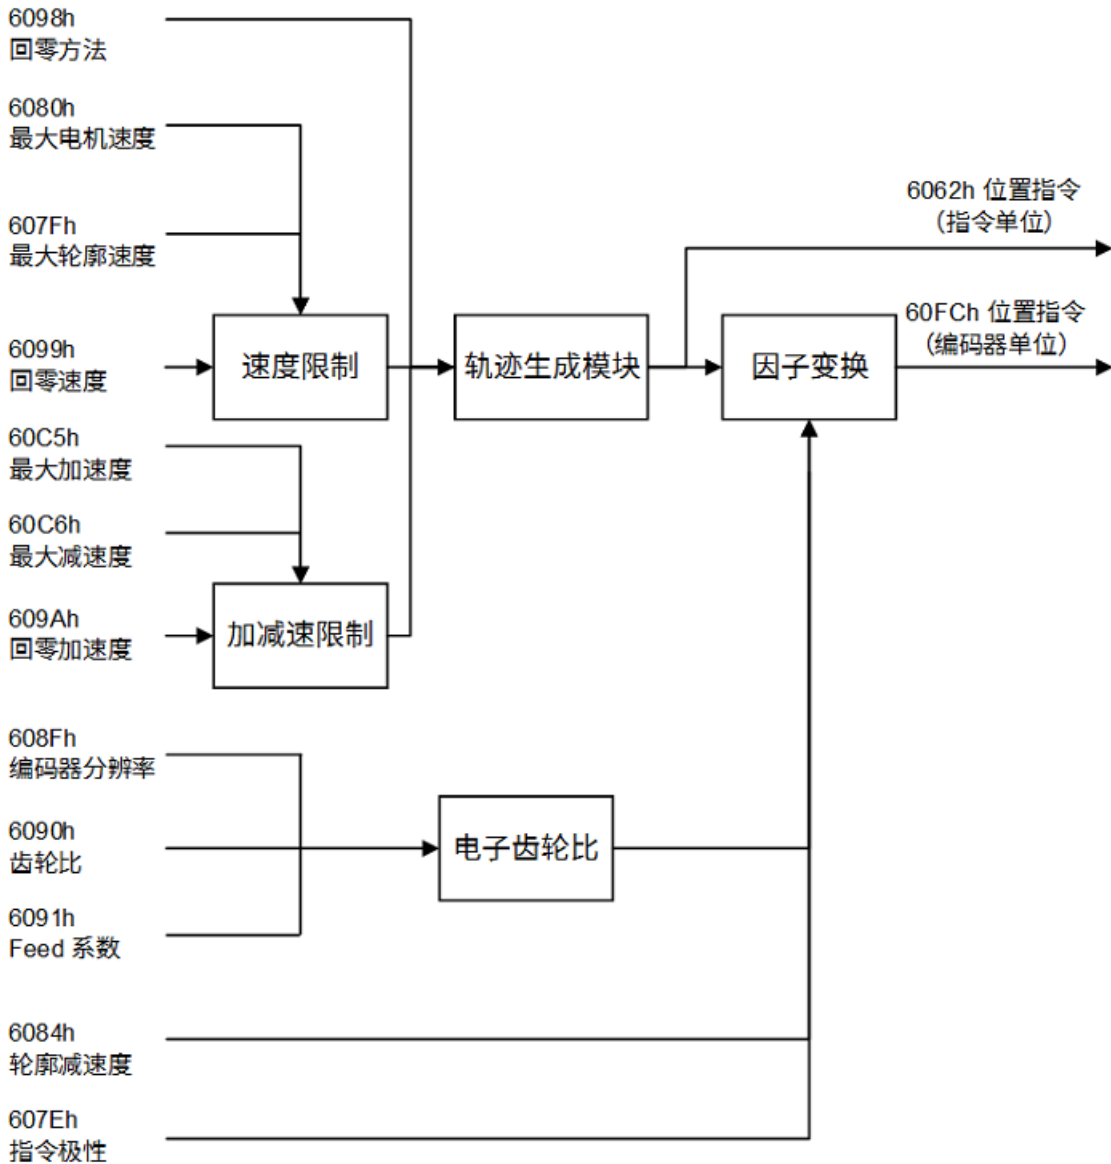 6098h
回零方法
6080h
最大电机速度
607Fh
最大轮廓速度
6062h 位置指令
（指令单位）
60FCh 位置指令
（编码器单位）
6099h
回零速度
速度限制
轨迹生成模块
因子变换
60C5h
最大加速度
60C6h
最大减速度
609Ah
回零加速度
加减速限制
608Fh
编码器分辨率
6090h
齿轮比
电子齿轮比
6091h
Feed 系数
6084h
轮廓减速度
607Eh
指令极性